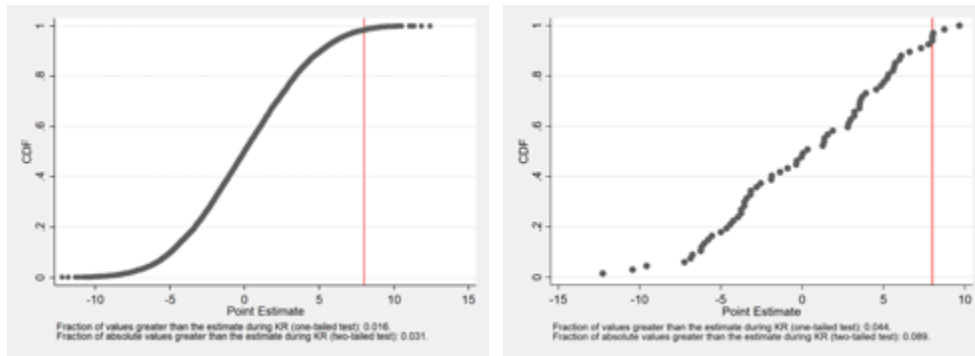 CDF
1
.8
.6
.4
.2
0
-10 -5 0 5 10 15
Point Estimate
Fraction of values greater than the estimate during KR (one-tailed test): 0.016.
Fraction of absolute values greater than the estimate during KR (two-tailed test): 0.031.
CDF
1
.8
.6
.4
.2
0
-15 -10 -5 0 5 10
Point Estimate
Fraction of values greater than the estimate during KR (one-tailed test): 0.044.
Fraction of absolute values greater than the estimate during KR (two-tailed test): 0.089.